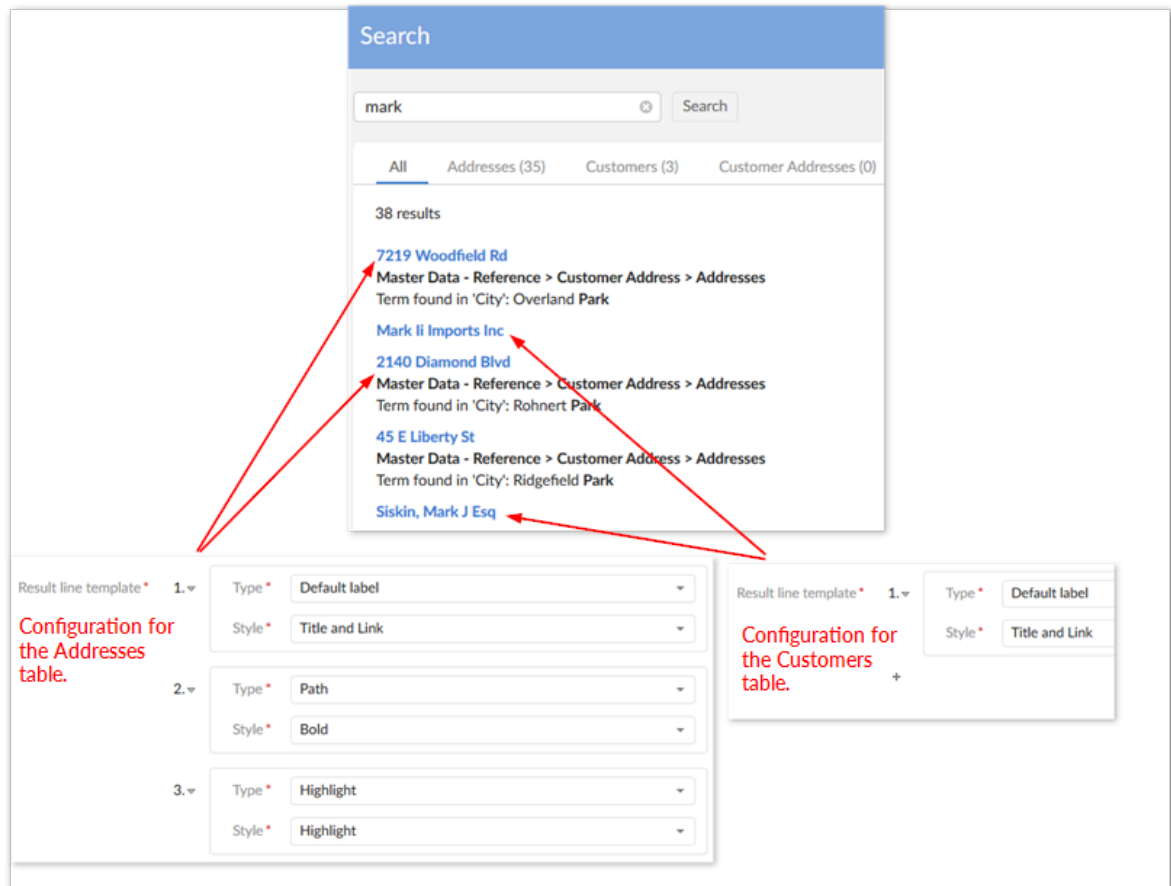 Search
mark
Search
All Addresses (35) Customers (3) Customer Addresses (0)
38 results
7219 Woodfield Rd
Master Data - Reference > Customer Address > Addresses
Term found in 'City': Overland Park
Mark Ii Imports Inc
2140 Diamond Blvd
Master Data - Reference > Customer Address > Addresses
Term found in 'City': Rohnert Park
45 E Liberty St
Master Data - Reference > Customer Address > Addresses
Term found in 'City': Ridgefield Park
Siskin, Mark J Esq
Result line template* 1. Type* Default label
Style* Title and Link
Configuration for
the Addresses
table.
2. Type* Path
Style* Bold
3. Type* Highlight
Style* Highlight
Result line template* 1. Type* Default label
Style* Title and Link
Configuration for
the Customers
table.
+